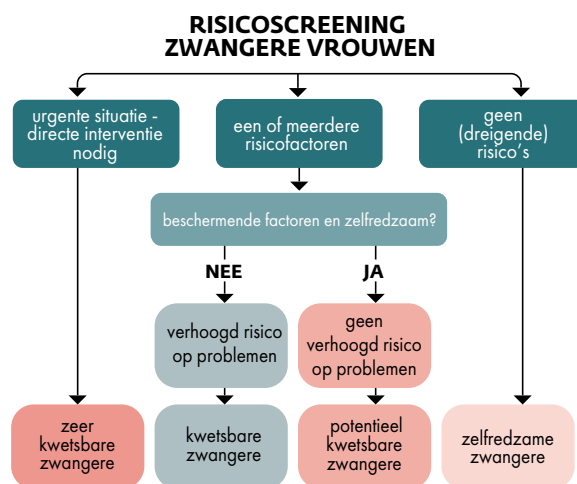 RISICOSCREENING
ZWANGERE VROUWEN
urgente situatie -
directe interventie
nodig
een of meerdere
risicofactoren
geen
(dreigende)
risico's
beschermende factoren en zelfredzaam?
NEE
JA
verhoogd risico
op problemen
geen
verhoogd risico
op problemen
zeer
kwetsbare
zwangere
kwetsbare
zwangere
potentieel
kwetsbare
zwangere
zelfredzame
zwangere